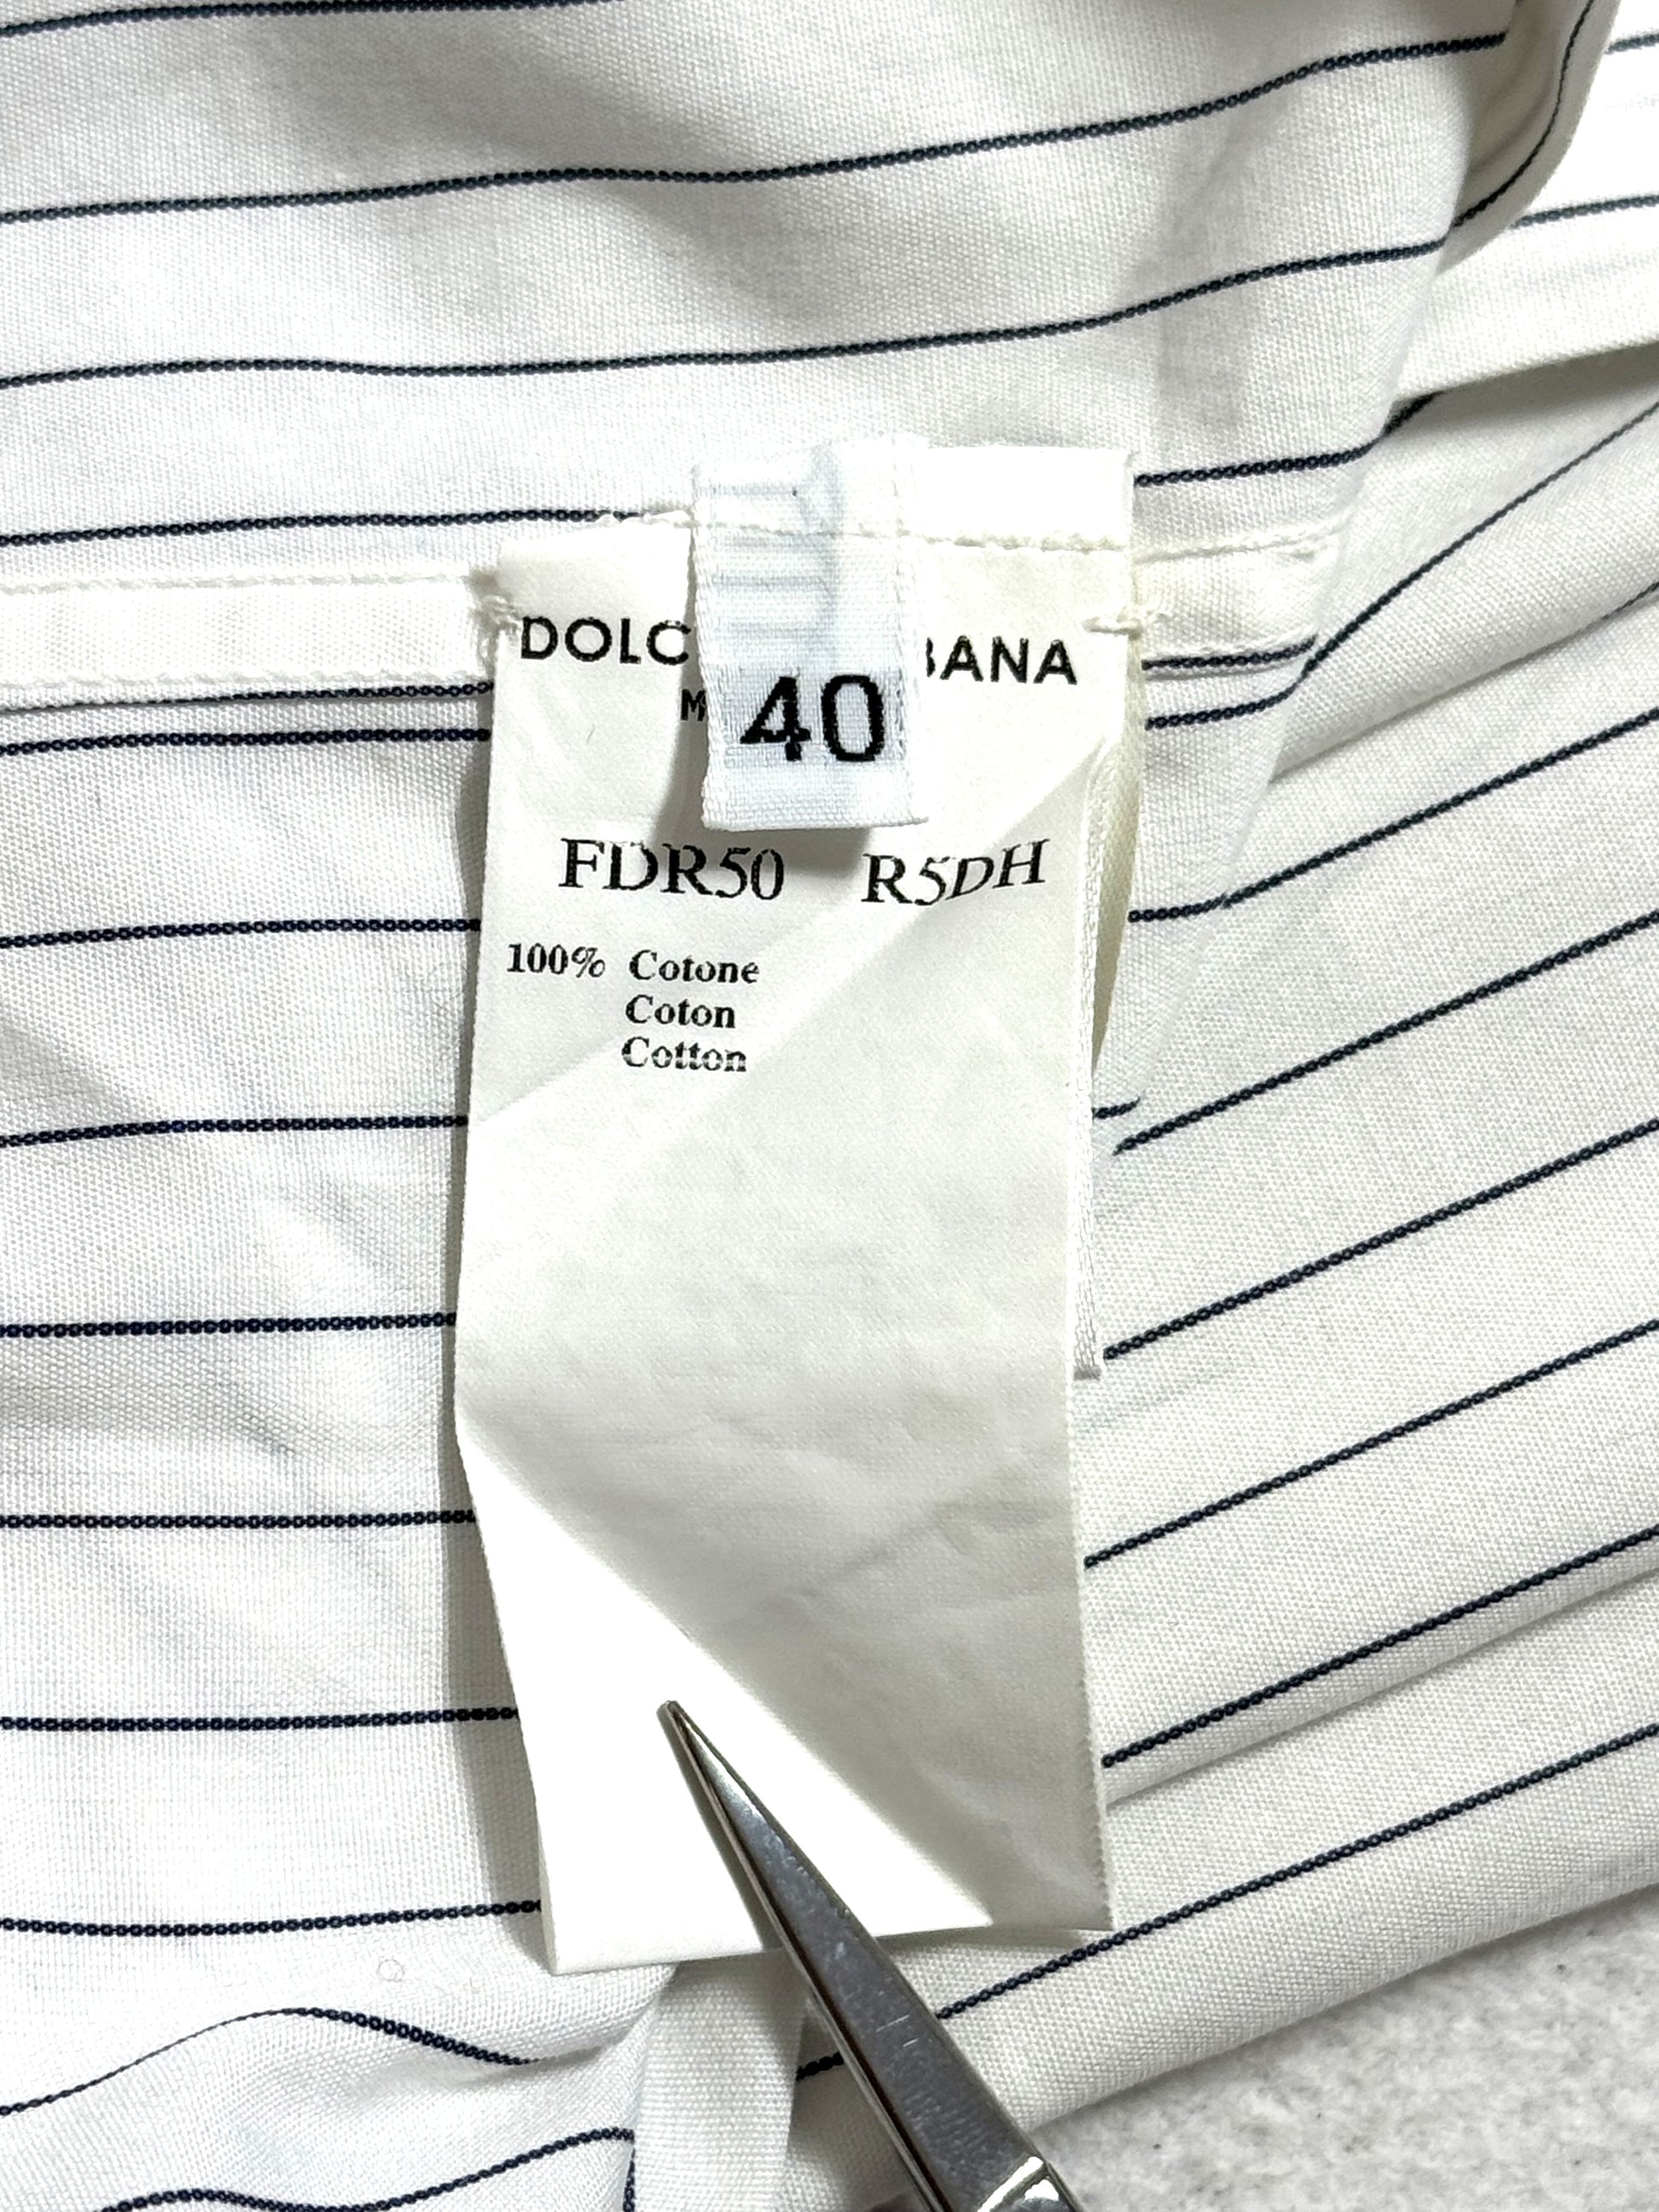 DOLC BANA
M
40
FDR50 R5DH
100% Cotone
Coton
Cotton